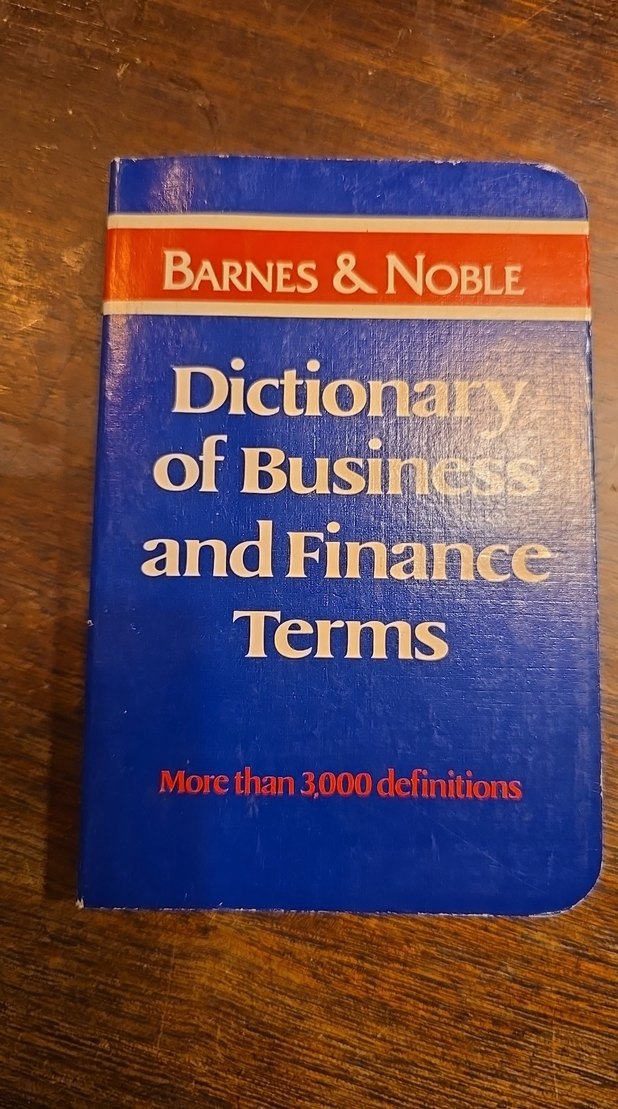 BARNES & NOBLE
Dictionary
of Business
and Finance
Terms
More than 3,000 definitions